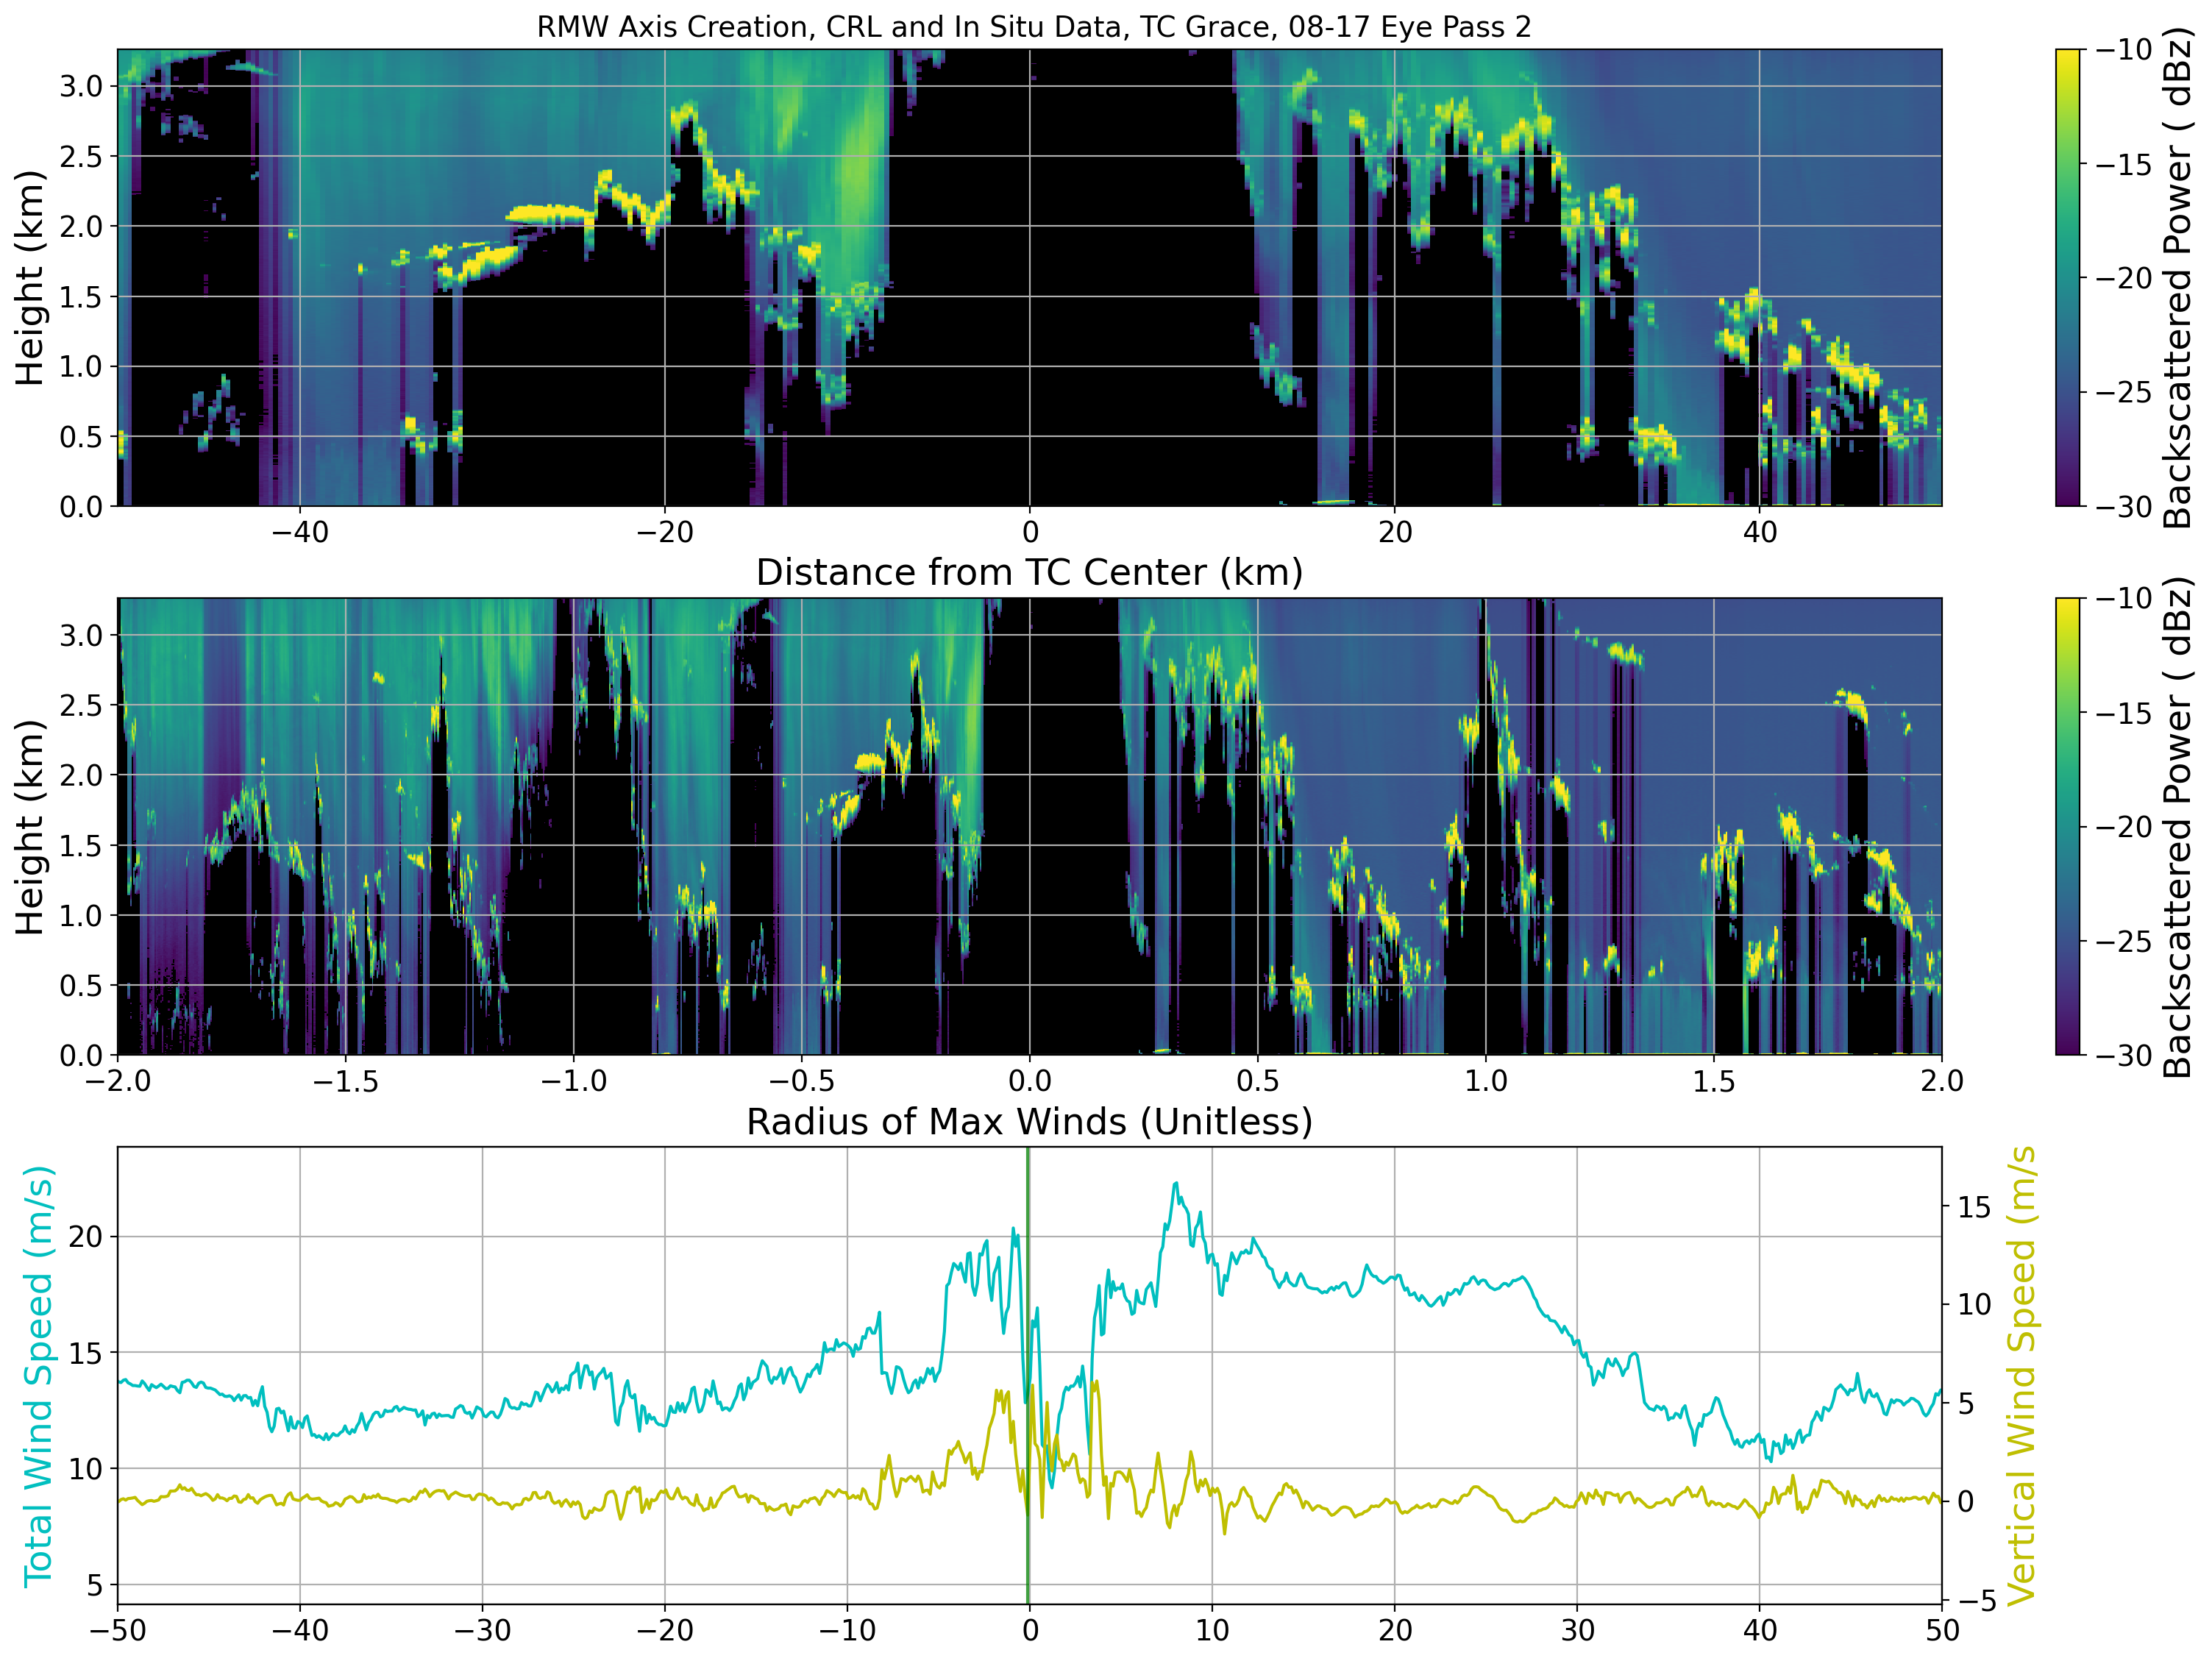 RMW Axis Creation, CRL and In Situ Data, TC Grace, 08-17 Eye Pass 2
Height (km)
3.0
2.5
2.0
1.5
1.0
0.5
0.0
−40 −20 0 20 40
Distance from TC Center (km)
−10
−15
−20
−25
−30
Backscattered Power ( dBz)
Height (km)
3.0
2.5
2.0
1.5
1.0
0.5
0.0
−2.0 −1.5 −1.0 −0.5 0.0 0.5 1.0 1.5 2.0
Radius of Max Winds (Unitless)
−10
−15
−20
−25
−30
Backscattered Power ( dBz)
Total Wind Speed (m/s)
20
15
10
5
−50 −40 −30 −20 −10 0 10 20 30 40 50
15
10
5
0
−5
Vertical Wind Speed (m/s